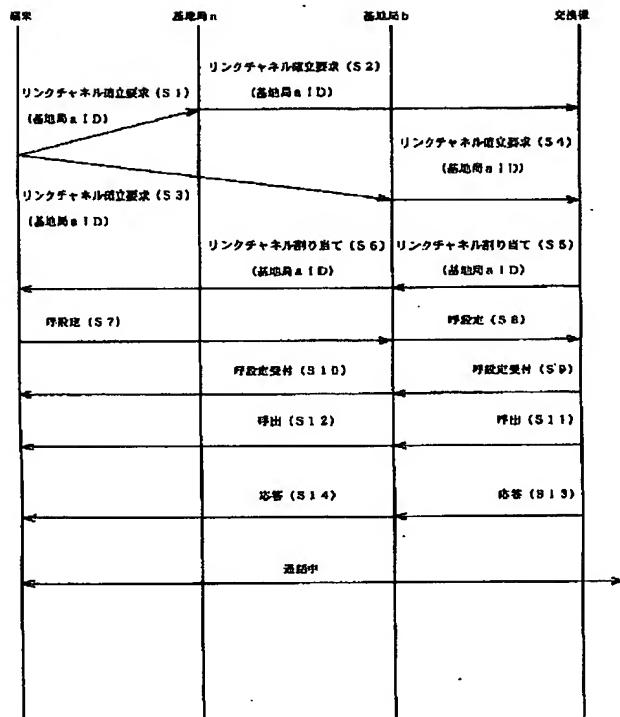 端末 基地局a 基地局b 交換機
リンクチャネル確立要求(S2)
(基地局aID)
リンクチャネル確立要求(S1)
(基地局aID)
リンクチャネル確立要求(S4)
(基地局aID)
リンクチャネル確立要求(S3)
(基地局aID)
リンクチャネル割り当て(S6) リンクチャネル割り当て(S5)
(基地局aID) (基地局aID)
呼設定(S7) 呼設定(S8)
呼設定受付(S10) 呼設定受付(S9)
呼出(S12) 呼出(S11)
応答(S14) 応答(S13)
通話中